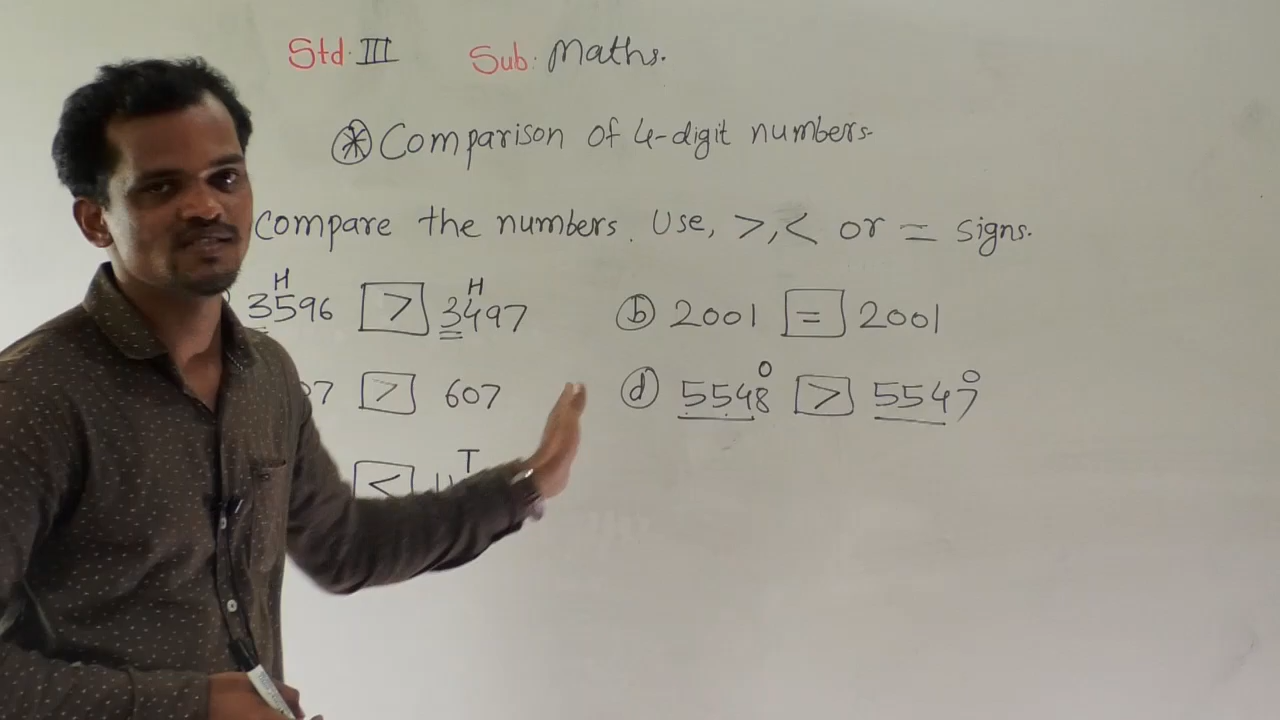 Std. III Sub: Maths.
* Comparison of 4-digit numbers.
compare the numbers. Use, >, < or = signs.
H H
3596 > 3497
b 2001 = 2001
7 > 607
O O
d 5548 > 5547
T
<